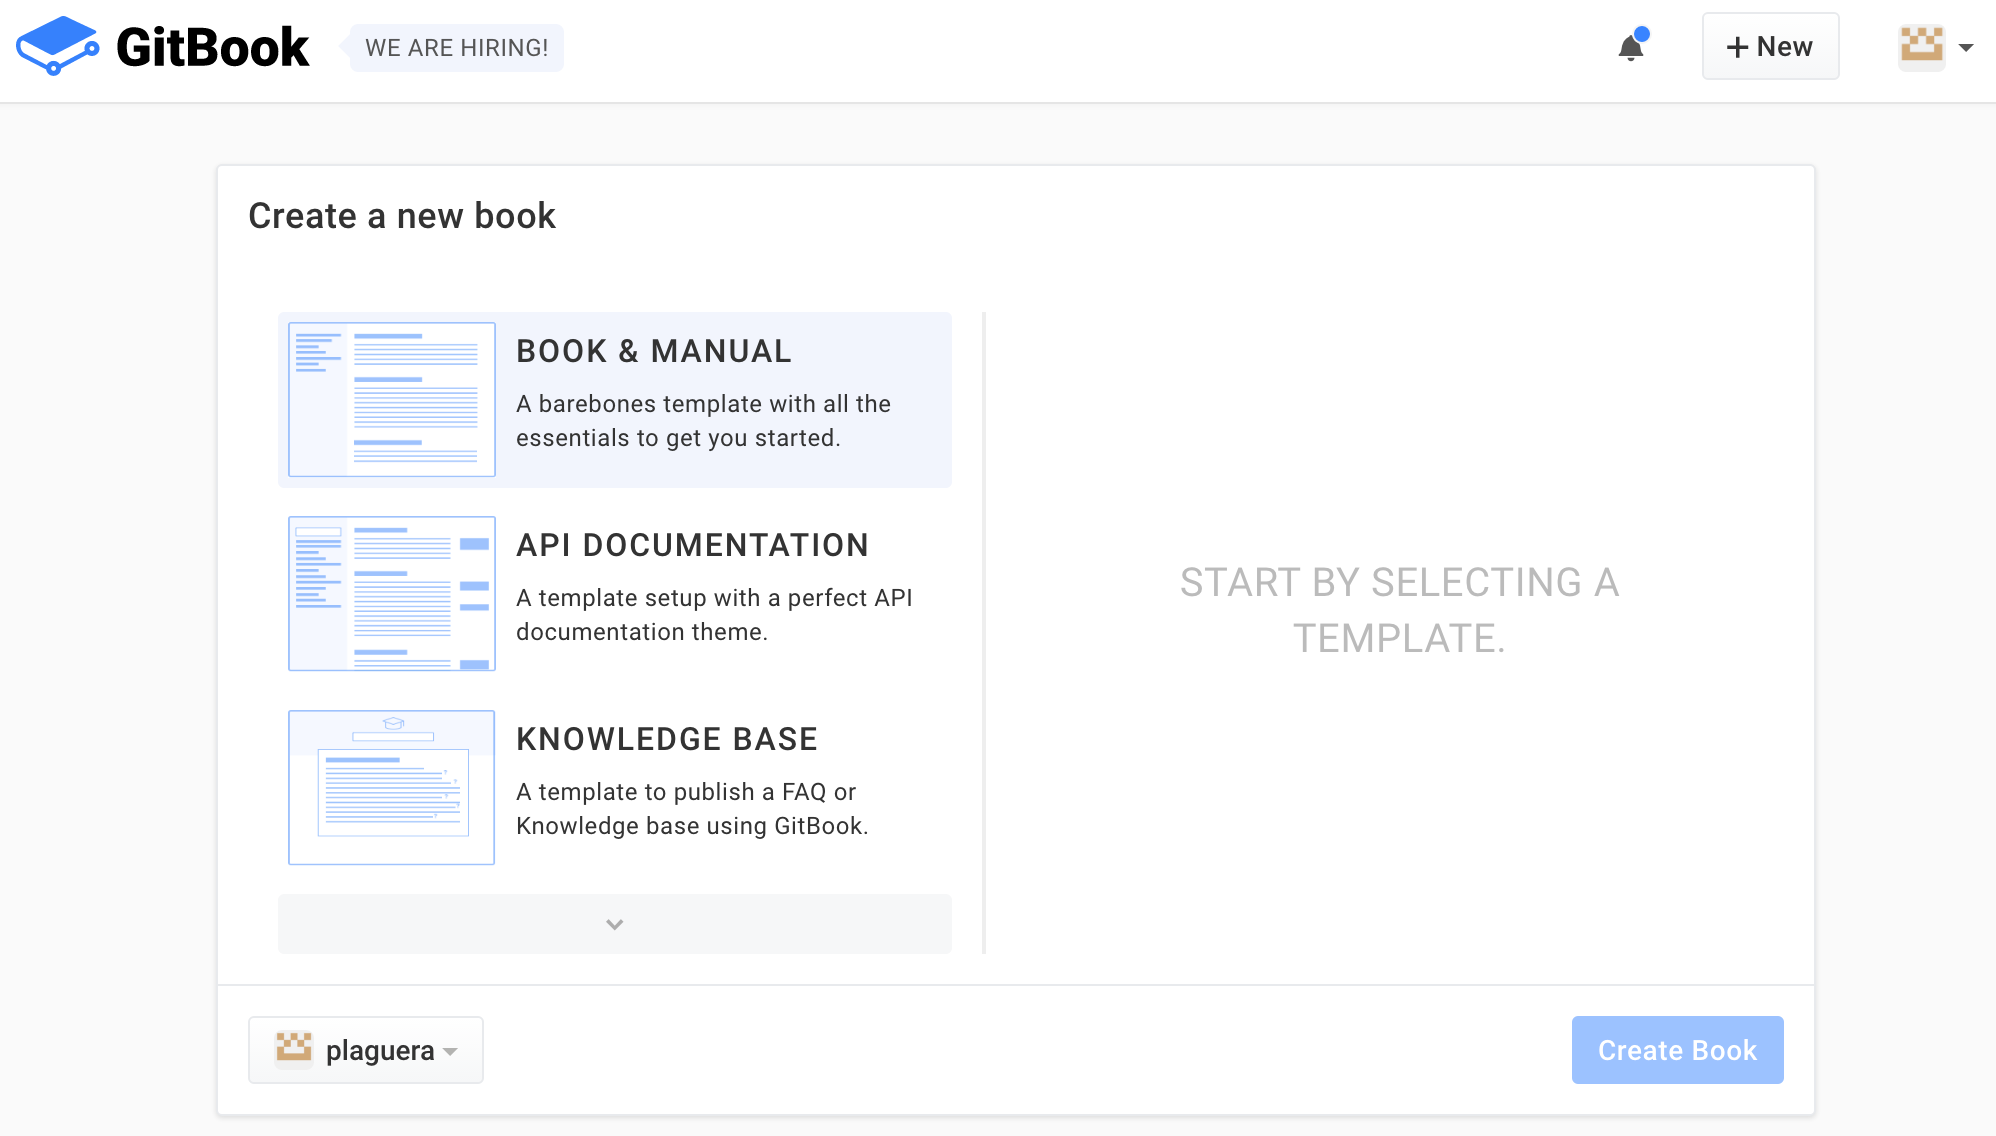 GitBook
WE ARE HIRING!
+ New
Create a new book
BOOK & MANUAL
A barebones template with all the
essentials to get you started.
API DOCUMENTATION
A template setup with a perfect API
documentation theme.
KNOWLEDGE BASE
A template to publish a FAQ or
Knowledge base using GitBook.
START BY SELECTING A
TEMPLATE.
plaguera
Create Book